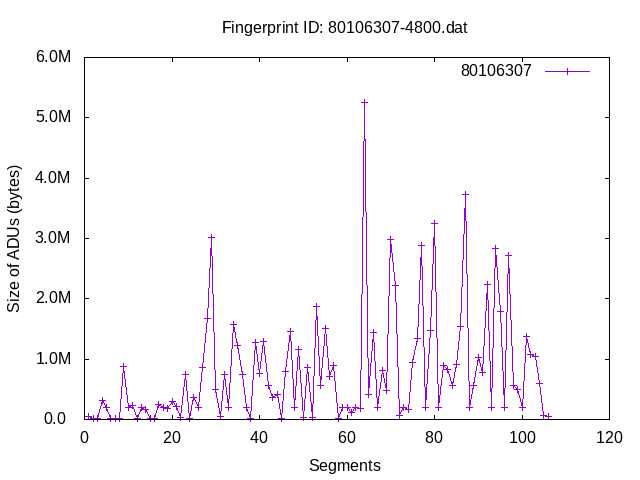 Fingerprint ID: 80106307-4800.dat
80106307
6.0M
5.0M
4.0M
3.0M
2.0M
1.0M
0.0
Size of ADUs (bytes)
0 20 40 60 80 100 120
Segments